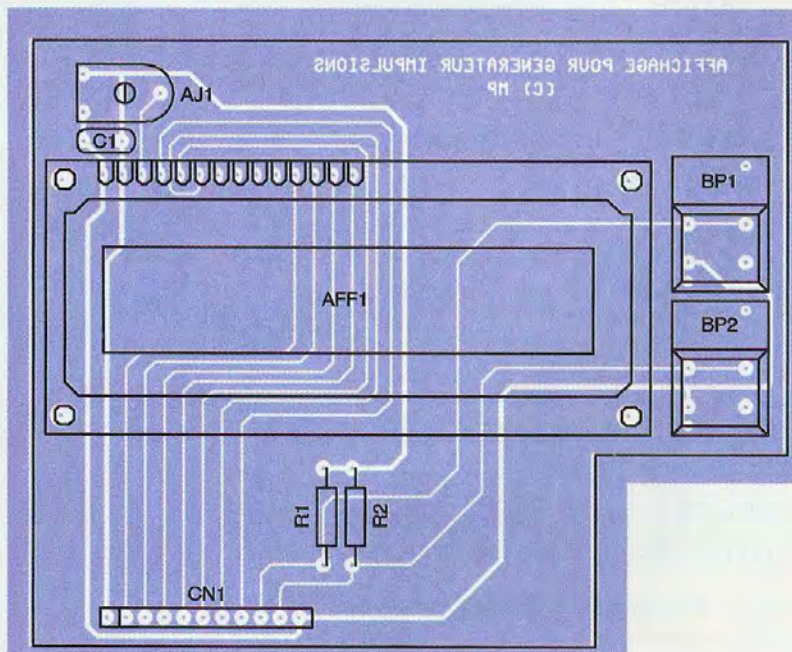 AFFICHAGE POUR GENERATEUR IMPULSIONS
(C) MP
AJ1
C1
BP1
AFF1
BP2
R1
R2
CN1